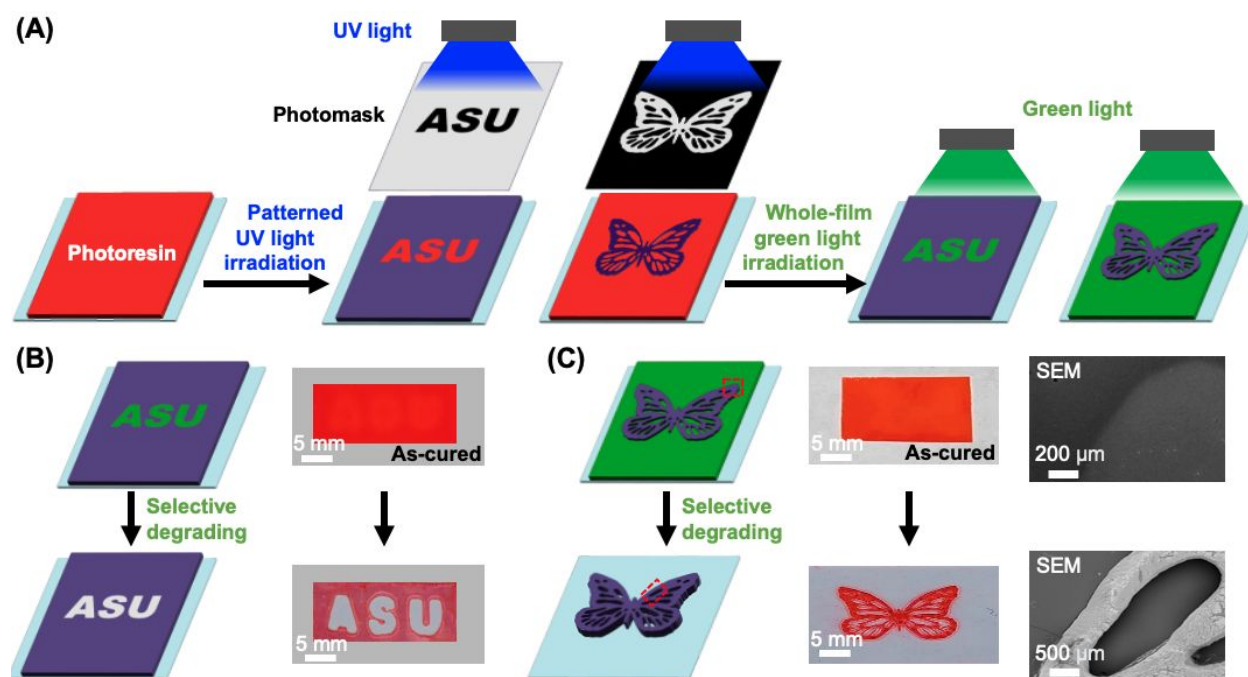 (A)
UV light
Photomask
ASU
Green light
Photoresin
Patterned
UV light
irradiation
ASU
Whole-film
green light
irradiation
ASU
(B)
ASU
5 mm
As-cured
Selective
degrading
ASU
ASU
5 mm
(C)
5 mm
As-cured
SEM
200 µm
Selective
degrading
5 mm
SEM
500 µm